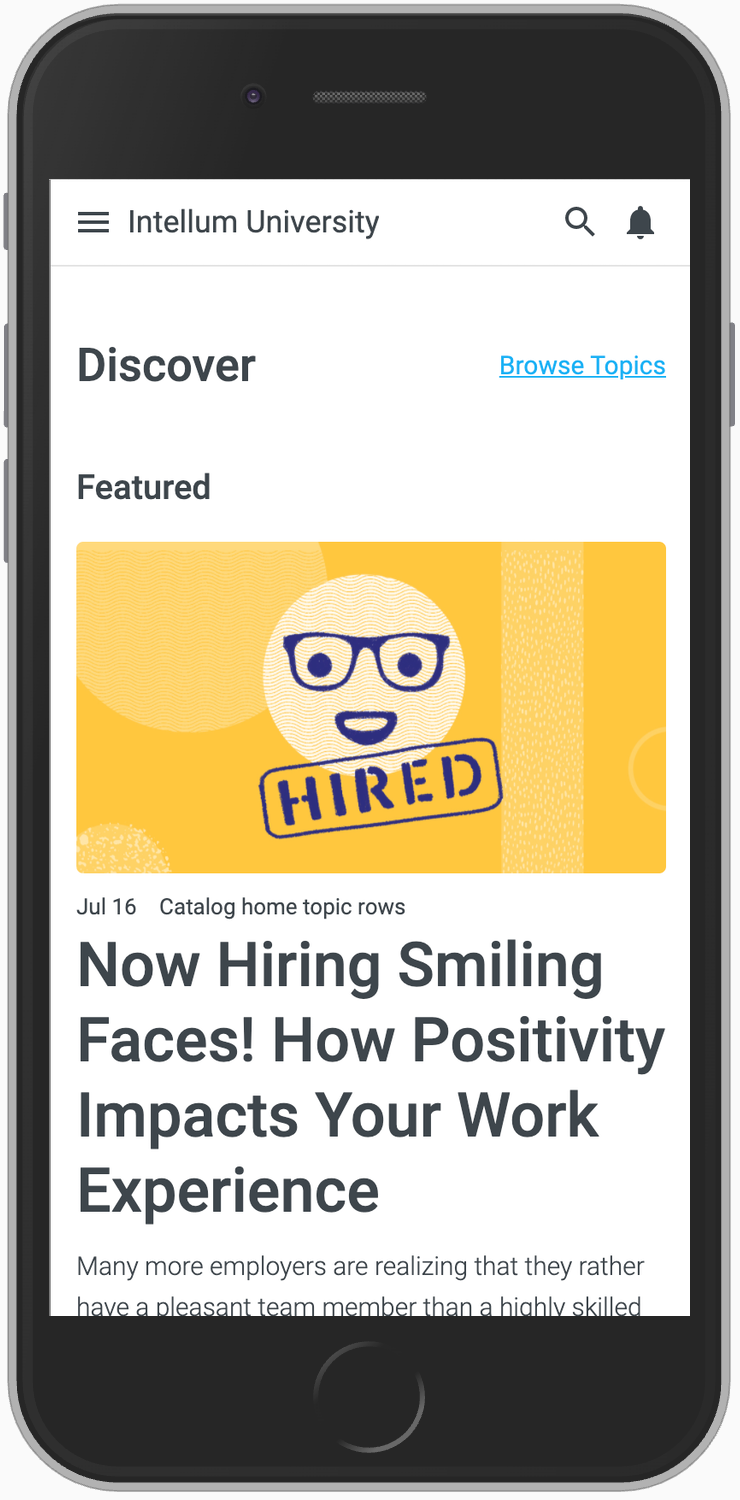 Intellum University
Discover
Browse Topics
Featured
HIRED
Jul 16 Catalog home topic rows
Now Hiring Smiling
Faces! How Positivity
Impacts Your Work
Experience
Many more employers are realizing that they rather
have a pleasant team member than a highly skilled